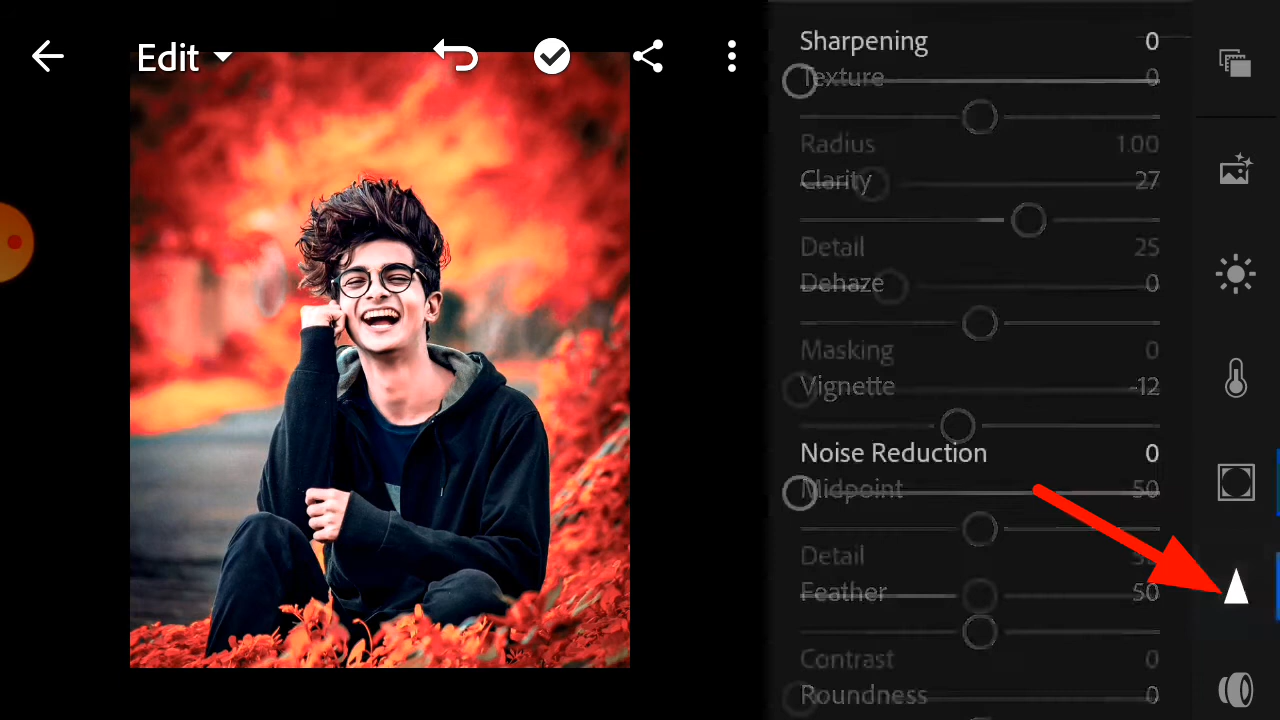 Edit
Sharpening 0
Texture 0
Radius 1.00
Clarity 27
Detail 25
Dehaze 0
Masking 0
Vignette -12
Noise Reduction 0
Midpoint 50
Detail
Feather 50
Contrast 0
Roundness 0